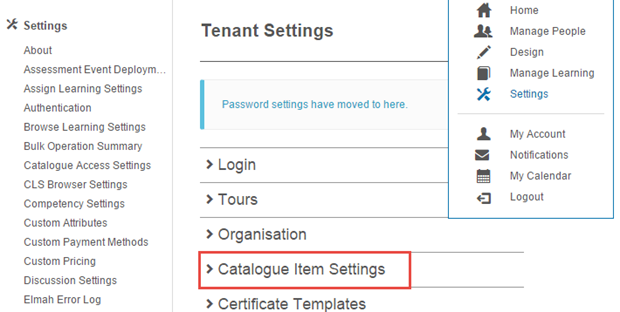 Settings
About
Assessment Event Deploym...
Assign Learning Settings
Authentication
Browse Learning Settings
Bulk Operation Summary
Catalogue Access Settings
CLS Browser Settings
Competency Settings
Custom Attributes
Custom Payment Methods
Custom Pricing
Discussion Settings
Elmah Error Log
Tenant Settings
Password settings have moved to here.
Login
Tours
Organisation
Catalogue Item Settings
Certificate Templates
Home
Manage People
Design
Manage Learning
Settings
My Account
Notifications
My Calendar
Logout